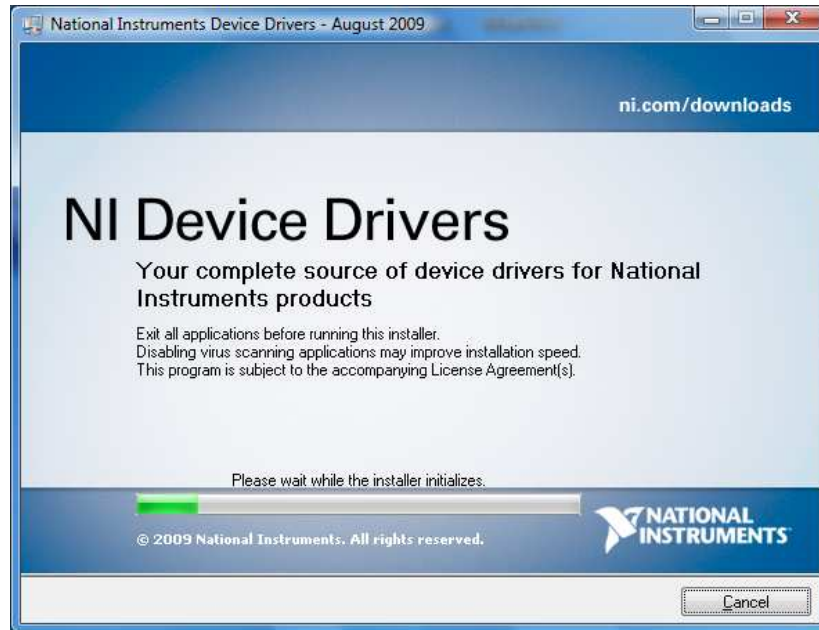 National Instruments Device Drivers - August 2009
ni.com/downloads
NI Device Drivers
Your complete source of device drivers for National
Instruments products
Exit all applications before running this installer.
Disabling virus scanning applications may improve installation speed.
This program is subject to the accompanying License Agreement(s).
Please wait while the installer initializes.
© 2009 National Instruments. All rights reserved.
NATIONAL
INSTRUMENTS
Cancel